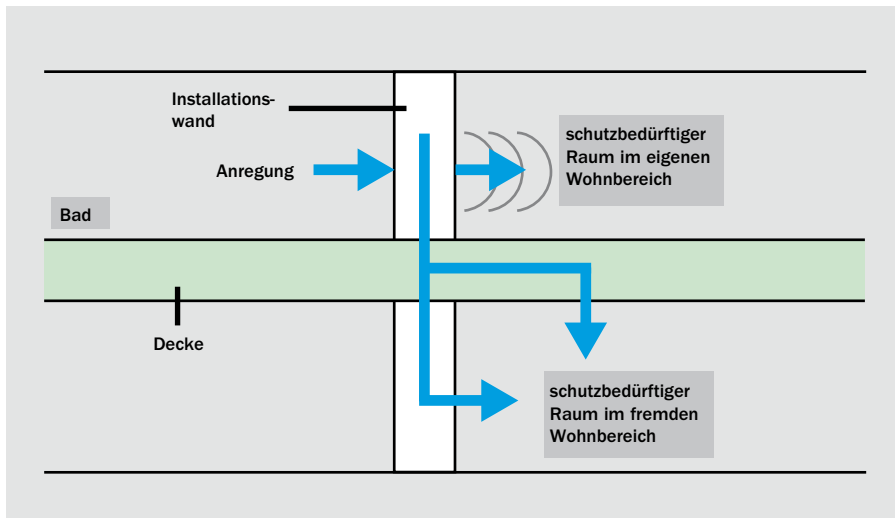 Installations-
wand
Anregung
schutzbedürftiger
Raum im eigenen
Wohnbereich
Bad
Decke
schutzbedürftiger
Raum im fremden
Wohnbereich